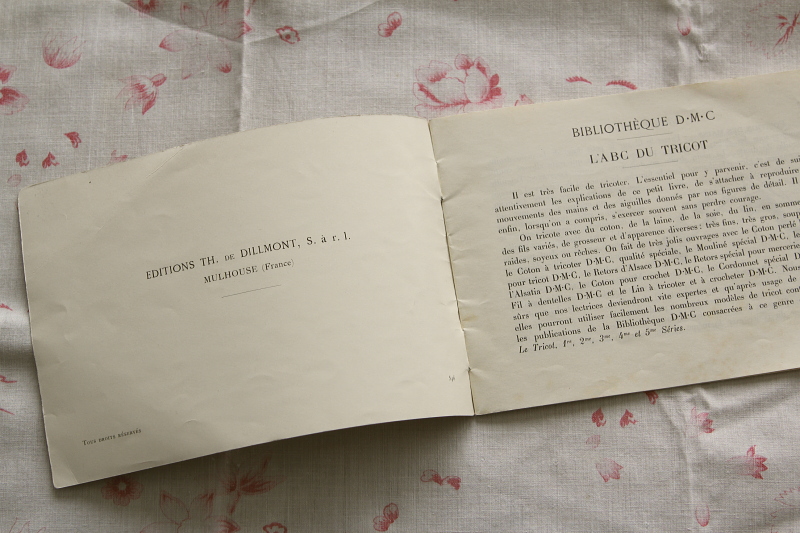 EDITIONS TH. DE DILLMONT, S. à r. l.
MULHOUSE (France)
TOUS DROITS RÉSERVÉS
BIBLIOTHÈQUE D·M·C
L'ABC DU TRICOT
Il est très facile de tricoter. L'essentiel pour y parvenir, c'est de
attentivement les explications de ce petit livre, de s'attacher à reproduire
mouvements des mains et des aiguilles donnés par nos figures de détail. Il
enfin, lorsqu'on a compris, s'exercer souvent sans perdre courage.
On tricote avec du coton, de la laine, de la soie, du lin, en
des fils variés, de grosseur et d'apparence diverses: très fins, très gros,
raides, soyeux ou rêches. On fait de très jolis ouvrages avec le Coton perlé
le Coton à tricoter D·M·C, qualité spéciale, le Mouliné spécial D·M·C,
pour tricot D·M·C, le Retors d'Alsace D·M·C, le Retors spécial pour mercerie
l'Alsatia D·M·C, le Coton pour crochet D·M·C, le Cordonnet spécial
Fil à dentelles D·M·C et le Lin à tricoter et à crocheter D·M·C.
sûrs que nos lectrices deviendront vite expertes et qu'après usage de
elles pourront utiliser facilement les nombreux modèles de tricot
les publications de la Bibliothèque D·M·C consacrées à ce genre
Le Tricot, 1re, 2me, 3me, 4me et 5me Séries.